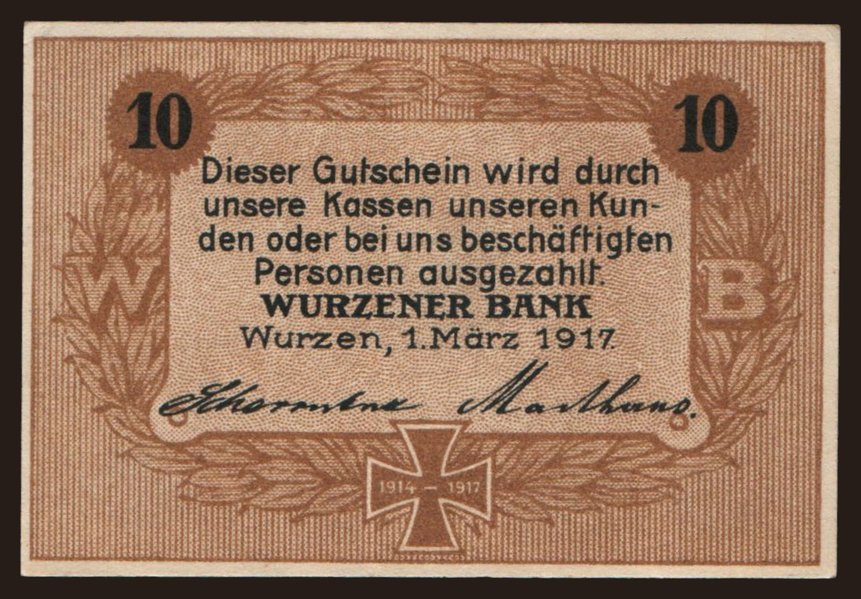 10 10
Dieser Gutschein wird durch
unsere Kassen unseren Kun-
den oder bei uns beschäftigten
Personen ausgezahlt.
W B
WURZENER BANK
Wurzen, 1. März 1917.
1914 – 1917